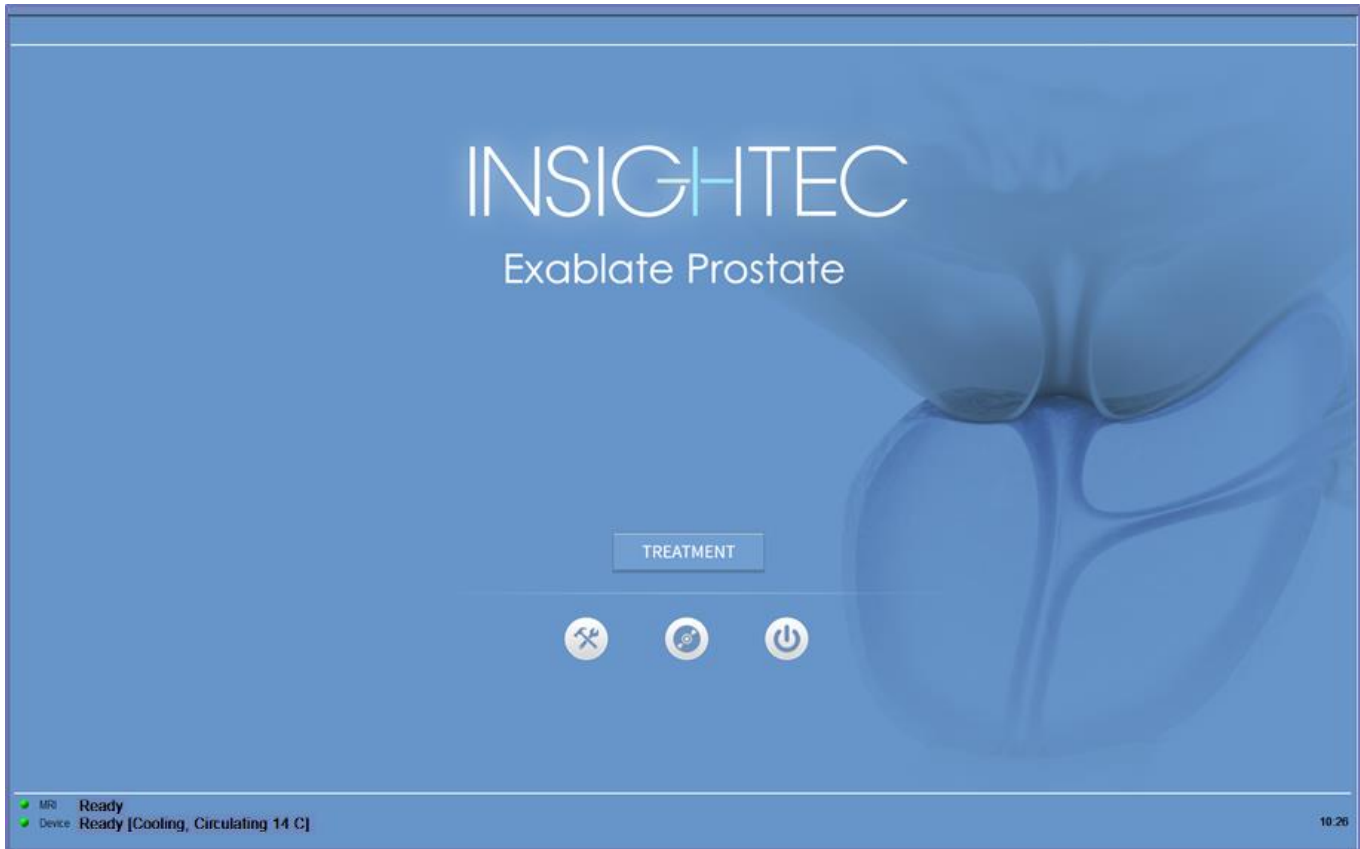 INSIGHTEC
Exablate Prostate
TREATMENT
MRI Ready
Device Ready [Cooling, Circulating 14 C]
10:26